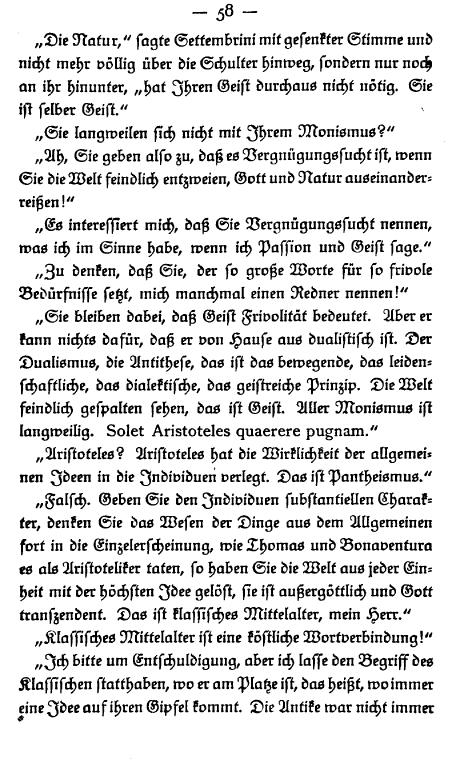 — 58 —
„Die Natur,“ sagte Settembrini mit gesenkter Stimme und
nicht mehr völlig über die Schulter hinweg, sondern nur noch
an ihr hinunter, „hat Ihren Geist durchaus nicht nötig. Sie
ist selber Geist.“
„Sie langweilen sich nicht mit Ihrem Monismus?“
„Ah, Sie geben also zu, daß es Vergnügungssucht ist, wenn
Sie die Welt feindlich entzweien, Gott und Natur auseinander-
reißen!“
„Es interessiert mich, daß Sie Vergnügungssucht nennen,
was ich im Sinne habe, wenn ich Passion und Geist sage.“
„Zu denken, daß Sie, der so große Worte für so frivole
Bedürfnisse setzt, mich manchmal einen Redner nennen!“
„Sie bleiben dabei, daß Geist Frivolität bedeutet. Aber er
kann nichts dafür, daß er von Hause aus dualistisch ist. Der
Dualismus, die Antithese, das ist das bewegende, das leiden-
schaftliche, das dialektische, das geistreiche Prinzip. Die Welt
feindlich gespalten sehen, das ist Geist. Aller Monismus ist
langweilig. Solet Aristoteles quaerere pugnam.“
„Aristoteles? Aristoteles hat die Wirklichkeit der allgemei-
nen Ideen in die Individuen verlegt. Das ist Pantheismus.“
„Falsch. Geben Sie den Individuen substantiellen Charak-
ter, denken Sie das Wesen der Dinge aus dem Allgemeinen
fort in die Einzelerscheinung, wie Thomas und Bonaventura
es als Aristoteliker taten, so haben Sie die Welt aus jeder Ein-
heit mit der höchsten Idee gelöst, sie ist außergöttlich und Gott
transzendent. Das ist klassisches Mittelalter, mein Herr.“
„Klassisches Mittelalter ist eine köstliche Wortverbindung!“
„Ich bitte um Entschuldigung, aber ich lasse den Begriff des
Klassischen statthaben, wo er am Platze ist, das heißt, wo immer
eine Idee auf ihren Gipfel kommt. Die Antike war nicht immer